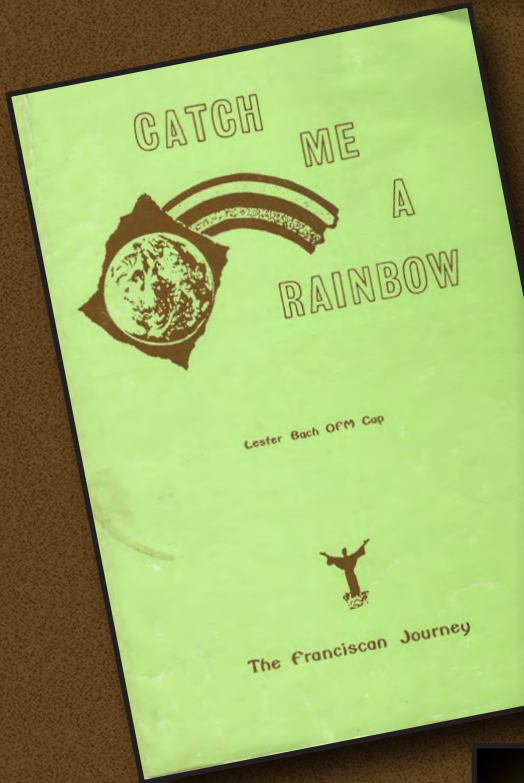 CATCH
ME
A
RAINBOW
Lester Bach OFM Cap
The Franciscan Journey